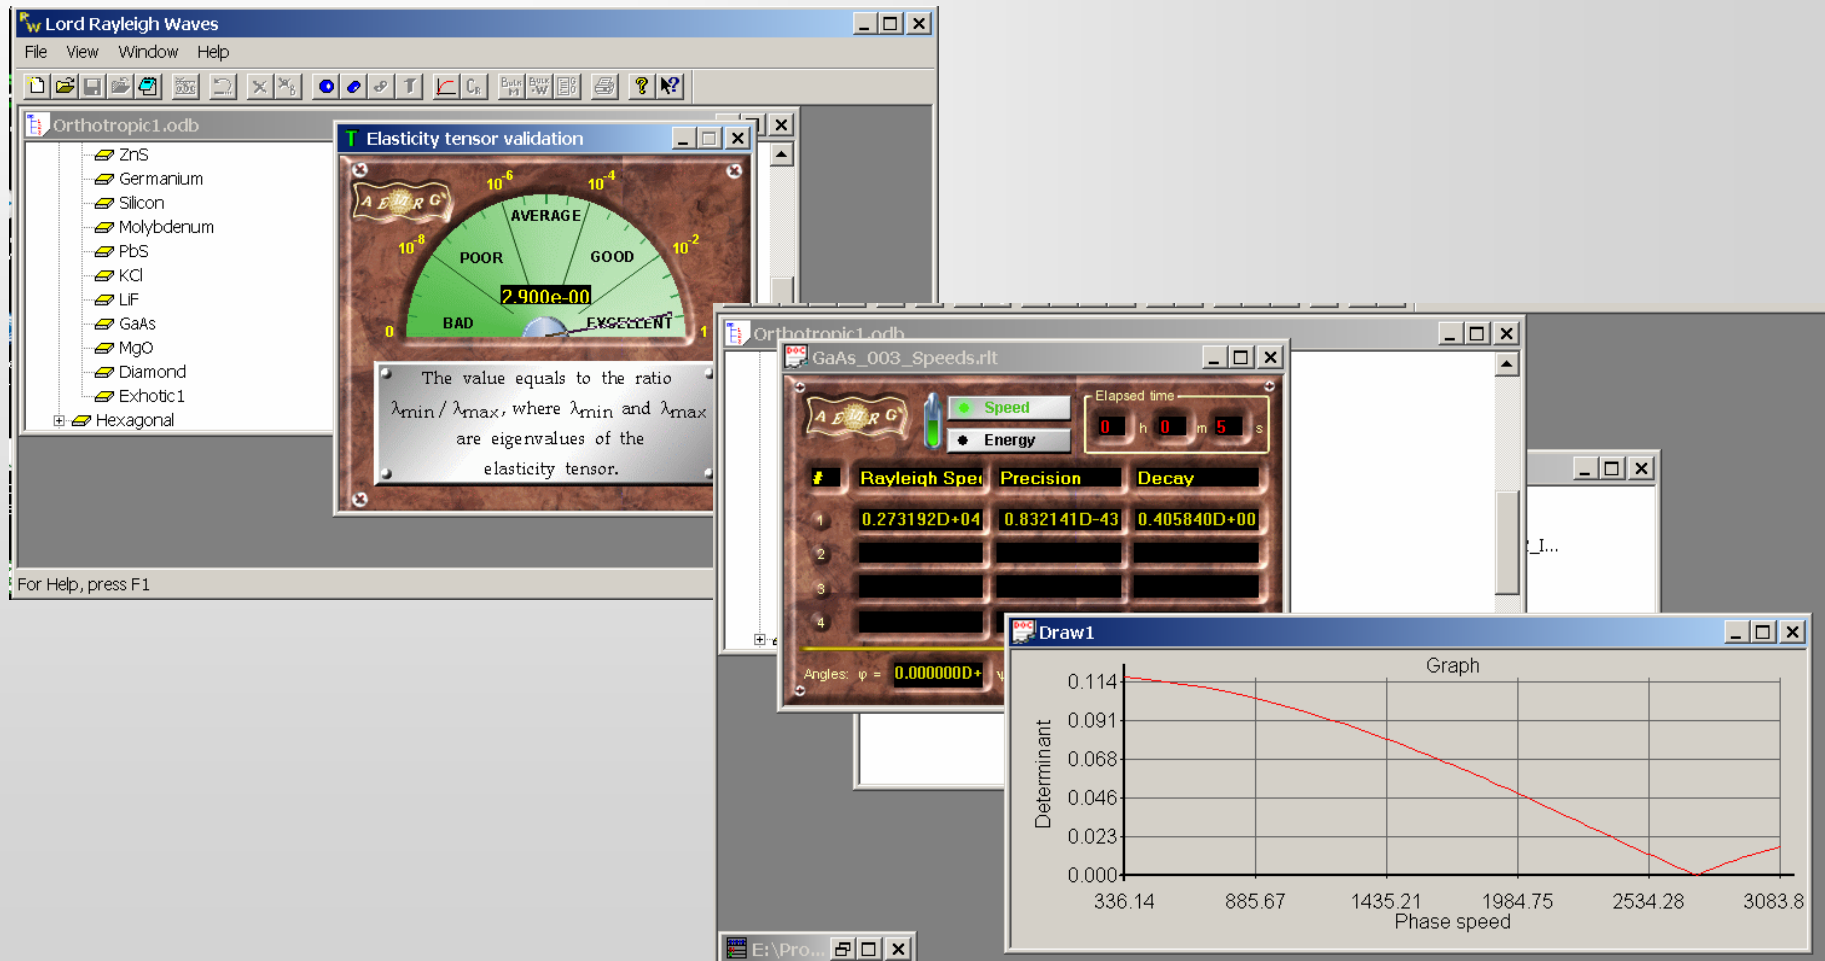 Lord Rayleigh Waves
File View Window Help
Orthotropic1.odb
ZnS
Germanium
Silicon
Molybdenum
PbS
KCl
LiF
GaAs
MgO
Diamond
Exhotic1
Hexagonal
For Help, press F1
T Elasticity tensor validation
A E M R G
0
10-8
10-6
10-4
10-2
1
BAD
POOR
AVERAGE
GOOD
EXCELLENT
2.900e-00
The value equals to the ratio
λmin / λmax, where λmin and λmax
are eigenvalues of the
elasticity tensor.
Orthotropic1.odb
GaAs_003_Speeds.rlt
A E M R G
Speed
Energy
Elapsed time
0 h 0 m 5 s
# Rayleigh Spee Precision Decay
1 0.273192D+04 0.832141D-43 0.405840D+00
2
3
4
Angles: φ = 0.000000D+ ψ
_I...
Draw1
Graph
Determinant
0.114
0.091
0.068
0.046
0.023
0.000
336.14 885.67 1435.21 1984.75 2534.28 3083.8
Phase speed
E:\Pro...